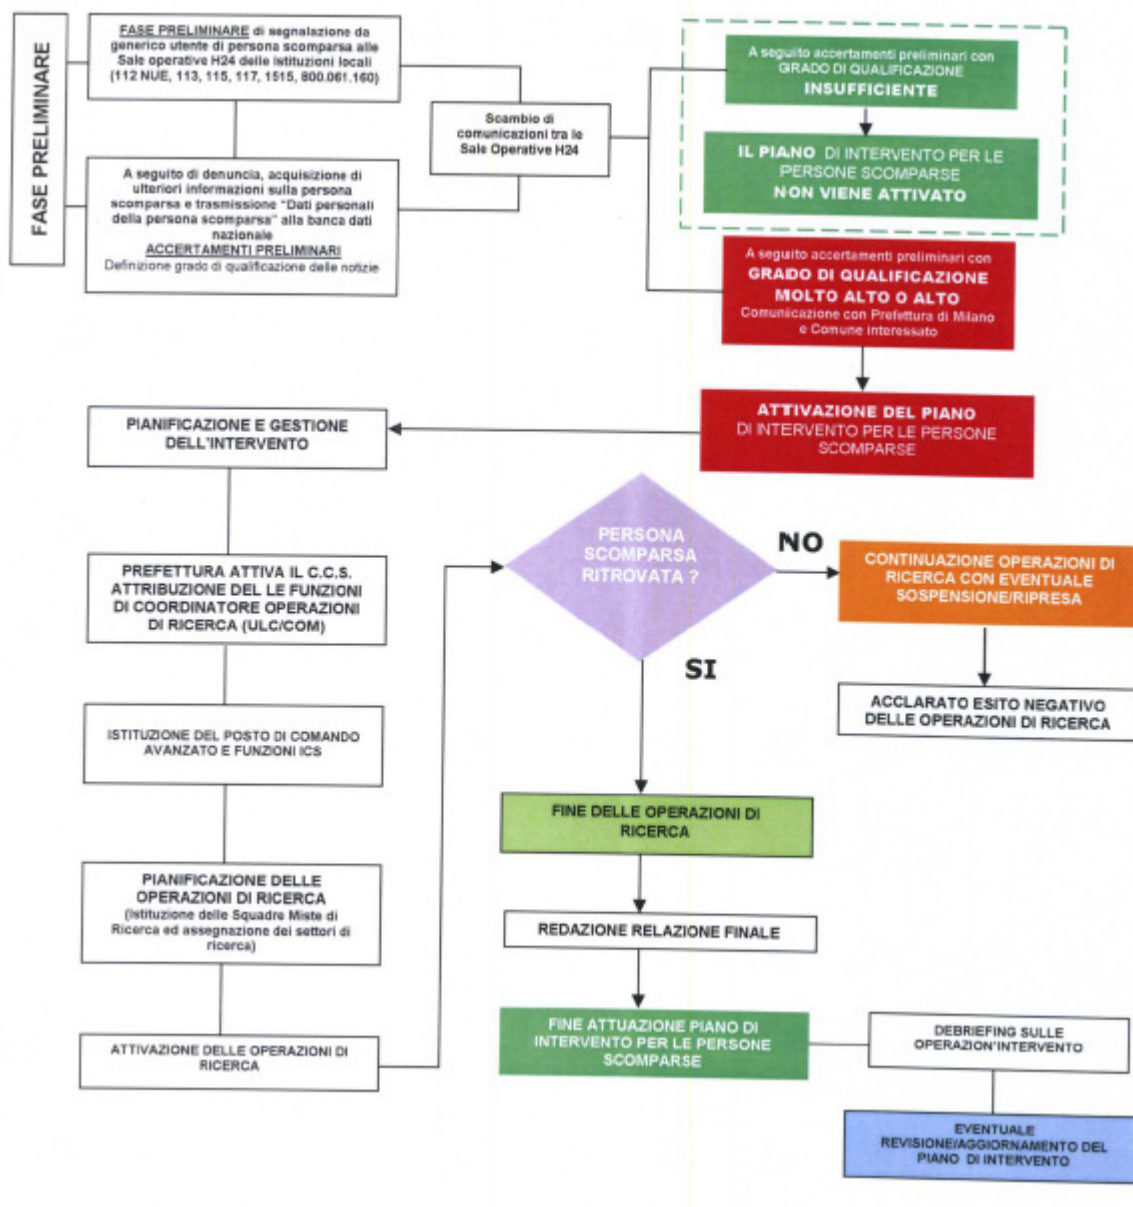 FASE PRELIMINARE
FASE PRELIMINARE di segnalazione da
generico utente di persona scomparsa alle
Sale operative H24 delle istituzioni locali
(112 NUE, 113, 115, 117, 1515, 800.061.160)
A seguito di denuncia, acquisizione di
ulteriori informazioni sulla persona
scomparsa e trasmissione "Dati personali
della persona scomparsa" alla banca dati
nazionale
ACCERTAMENTI PRELIMINARI
Definizione grado di qualificazione delle notizie
Scambio di
comunicazioni tra le
Sale Operative H24
A seguito accertamenti preliminari con
GRADO DI QUALIFICAZIONE
INSUFFICIENTE
IL PIANO DI INTERVENTO PER LE
PERSONE SCOMPARSE
NON VIENE ATTIVATO
A seguito accertamenti preliminari con
GRADO DI QUALIFICAZIONE
MOLTO ALTO O ALTO
Comunicazione con Prefettura di Milano
e Comune interessato
ATTIVAZIONE DEL PIANO
DI INTERVENTO PER LE PERSONE
SCOMPARSE
PIANIFICAZIONE E GESTIONE
DELL'INTERVENTO
PREFETTURA ATTIVA IL C.C.S.
ATTRIBUZIONE DEL LE FUNZIONI
DI COORDINATORE OPERAZIONI
DI RICERCA (ULC/COM)
ISTITUZIONE DEL POSTO DI COMANDO
AVANZATO E FUNZIONI ICS
PIANIFICAZIONE DELLE
OPERAZIONI DI RICERCA
(Istituzione delle Squadre Miste di
Ricerca ed assegnazione dei settori di
ricerca)
ATTIVAZIONE DELLE OPERAZIONI DI
RICERCA
PERSONA
SCOMPARSA
RITROVATA ?
NO
CONTINUAZIONE OPERAZIONI DI
RICERCA CON EVENTUALE
SOSPENSIONE/RIPRESA
ACCLARATO ESITO NEGATIVO
DELLE OPERAZIONI DI RICERCA
SI
FINE DELLE OPERAZIONI DI
RICERCA
REDAZIONE RELAZIONE FINALE
FINE ATTUAZIONE PIANO DI
INTERVENTO PER LE PERSONE
SCOMPARSE
DEBRIEFING SULLE
OPERAZION'INTERVENTO
EVENTUALE
REVISIONE/AGGIORNAMENTO DEL
PIANO DI INTERVENTO